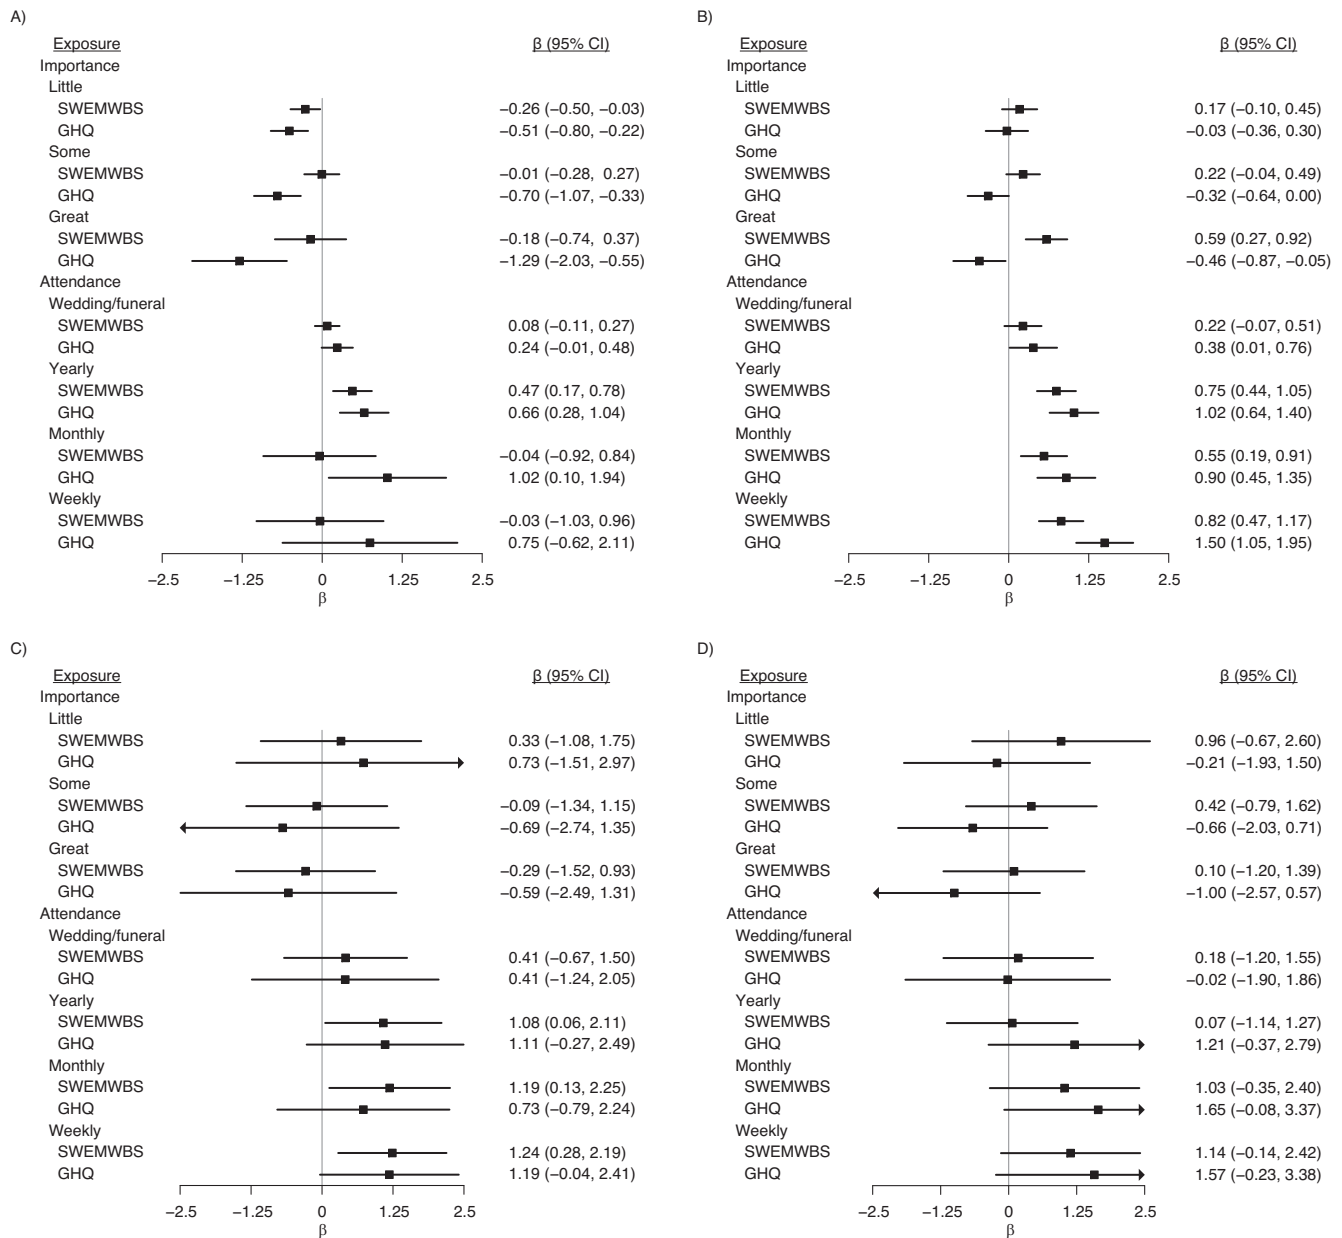 A)
Exposure β (95% CI)
Importance
Little
SWEMWBS −0.26 (−0.50, −0.03)
GHQ −0.51 (−0.80, −0.22)
Some
SWEMWBS −0.01 (−0.28, 0.27)
GHQ −0.70 (−1.07, −0.33)
Great
SWEMWBS −0.18 (−0.74, 0.37)
GHQ −1.29 (−2.03, −0.55)
Attendance
Wedding/funeral
SWEMWBS 0.08 (−0.11, 0.27)
GHQ 0.24 (−0.01, 0.48)
Yearly
SWEMWBS 0.47 (0.17, 0.78)
GHQ 0.66 (0.28, 1.04)
Monthly
SWEMWBS −0.04 (−0.92, 0.84)
GHQ 1.02 (0.10, 1.94)
Weekly
SWEMWBS −0.03 (−1.03, 0.96)
GHQ 0.75 (−0.62, 2.11)
−2.5 −1.25 0 1.25 2.5
β
B)
Exposure β (95% CI)
Importance
Little
SWEMWBS 0.17 (−0.10, 0.45)
GHQ −0.03 (−0.36, 0.30)
Some
SWEMWBS 0.22 (−0.04, 0.49)
GHQ −0.32 (−0.64, 0.00)
Great
SWEMWBS 0.59 (0.27, 0.92)
GHQ −0.46 (−0.87, −0.05)
Attendance
Wedding/funeral
SWEMWBS 0.22 (−0.07, 0.51)
GHQ 0.38 (0.01, 0.76)
Yearly
SWEMWBS 0.75 (0.44, 1.05)
GHQ 1.02 (0.64, 1.40)
Monthly
SWEMWBS 0.55 (0.19, 0.91)
GHQ 0.90 (0.45, 1.35)
Weekly
SWEMWBS 0.82 (0.47, 1.17)
GHQ 1.50 (1.05, 1.95)
−2.5 −1.25 0 1.25 2.5
β
C)
Exposure β (95% CI)
Importance
Little
SWEMWBS 0.33 (−1.08, 1.75)
GHQ 0.73 (−1.51, 2.97)
Some
SWEMWBS −0.09 (−1.34, 1.15)
GHQ −0.69 (−2.74, 1.35)
Great
SWEMWBS −0.29 (−1.52, 0.93)
GHQ −0.59 (−2.49, 1.31)
Attendance
Wedding/funeral
SWEMWBS 0.41 (−0.67, 1.50)
GHQ 0.41 (−1.24, 2.05)
Yearly
SWEMWBS 1.08 (0.06, 2.11)
GHQ 1.11 (−0.27, 2.49)
Monthly
SWEMWBS 1.19 (0.13, 2.25)
GHQ 0.73 (−0.79, 2.24)
Weekly
SWEMWBS 1.24 (0.28, 2.19)
GHQ 1.19 (−0.04, 2.41)
−2.5 −1.25 0 1.25 2.5
β
D)
Exposure β (95% CI)
Importance
Little
SWEMWBS 0.96 (−0.67, 2.60)
GHQ −0.21 (−1.93, 1.50)
Some
SWEMWBS 0.42 (−0.79, 1.62)
GHQ −0.66 (−2.03, 0.71)
Great
SWEMWBS 0.10 (−1.20, 1.39)
GHQ −1.00 (−2.57, 0.57)
Attendance
Wedding/funeral
SWEMWBS 0.18 (−1.20, 1.55)
GHQ −0.02 (−1.90, 1.86)
Yearly
SWEMWBS 0.07 (−1.14, 1.27)
GHQ 1.21 (−0.37, 2.79)
Monthly
SWEMWBS 1.03 (−0.35, 2.40)
GHQ 1.65 (−0.08, 3.37)
Weekly
SWEMWBS 1.14 (−0.14, 2.42)
GHQ 1.57 (−0.23, 3.38)
−2.5 −1.25 0 1.25 2.5
β